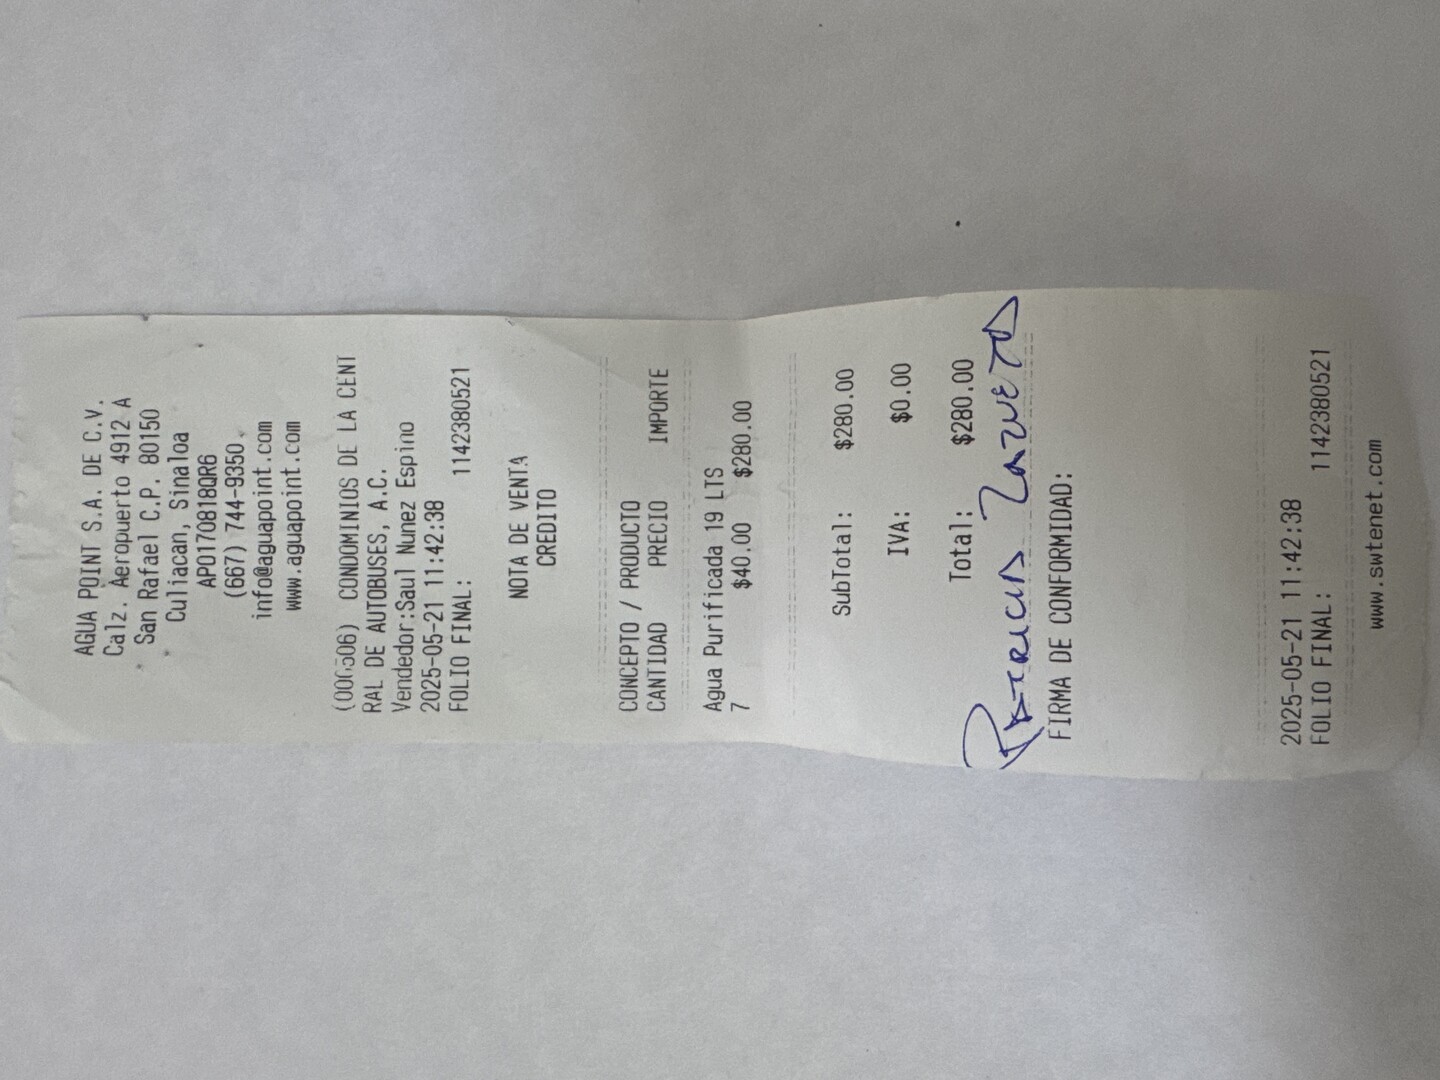 AGUA POINT S.A. DE C.V.
Calz. Aeropuerto 4912 A
San Rafael C.P. 80150
Culiacan, Sinaloa
APO170818QR6
(667) 744-9350
info@aguapoint.com
www.aguapoint.com
CONDOMINIOS DE LA CENT
RAL DE AUTOBUSES, A.C.
Vendedor:Saul Nunez Espino
2025-05-21 11:42:38
FOLIO FINAL: 1142380521
NOTA DE VENTA
CREDITO
CONCEPTO / PRODUCTO
CANTIDAD PRECIO IMPORTE
Agua Purificada 19 LTS
7 $40.00 $280.00
SubTotal: $280.00
IVA: $0.00
Total: $280.00
FIRMA DE CONFORMIDAD:
2025-05-21 11:42:38
FOLIO FINAL: 1142380521
www.swtenet.com